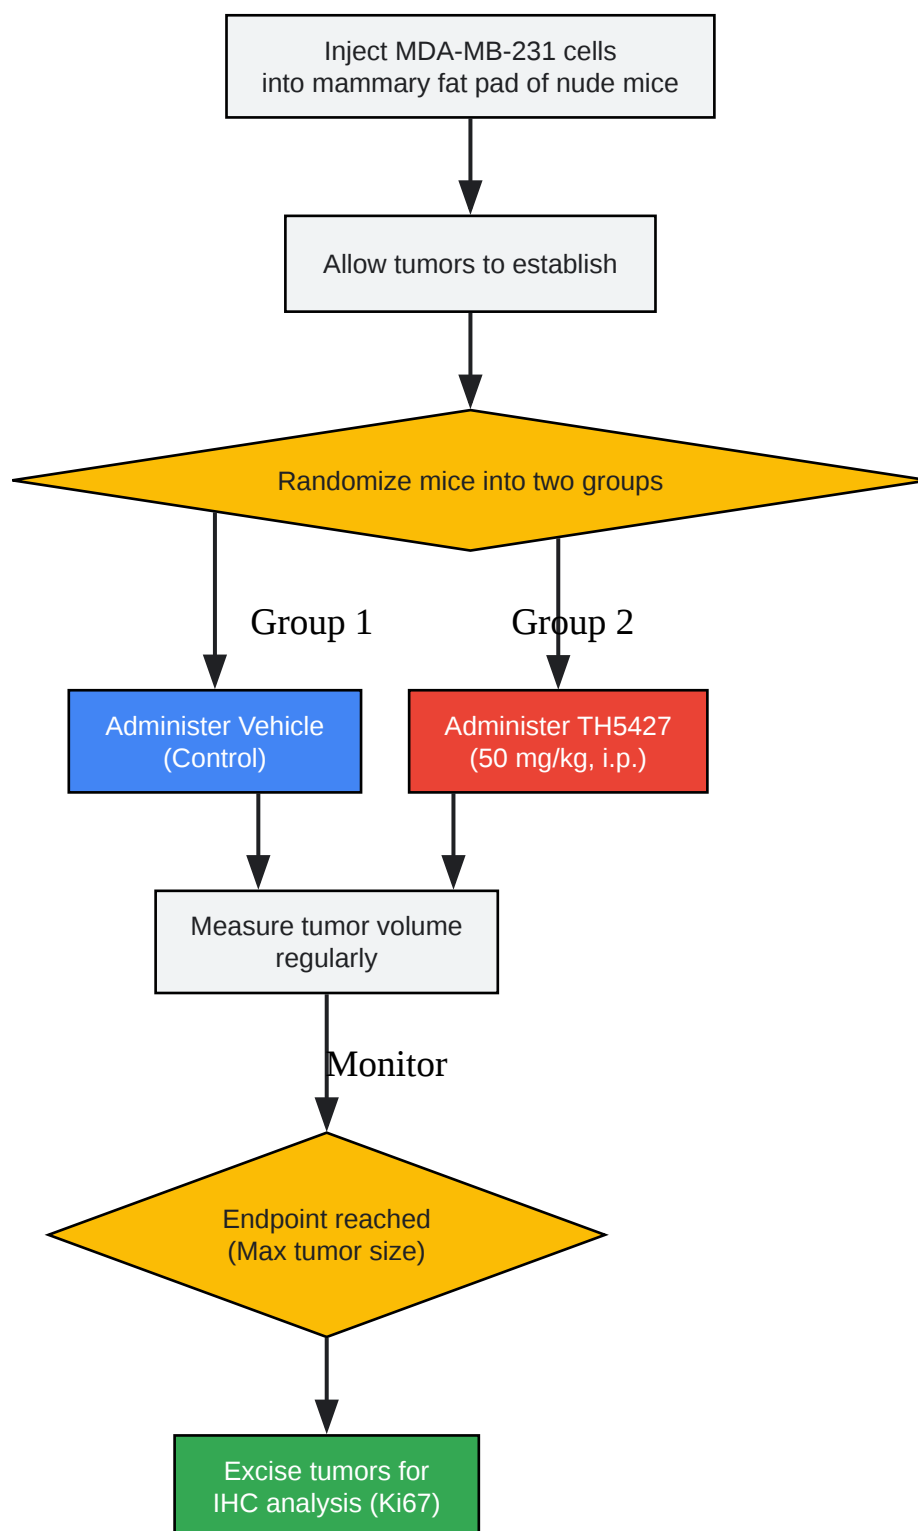 Inject MDA-MB-231 cells
into mammary fat pad of nude mice
Allow tumors to establish
Randomize mice into two groups
Group 1
Group 2
Administer Vehicle
(Control)
Administer TH5427
(50 mg/kg, i.p.)
Measure tumor volume
regularly
Monitor
Endpoint reached
(Max tumor size)
Excise tumors for
IHC analysis (Ki67)